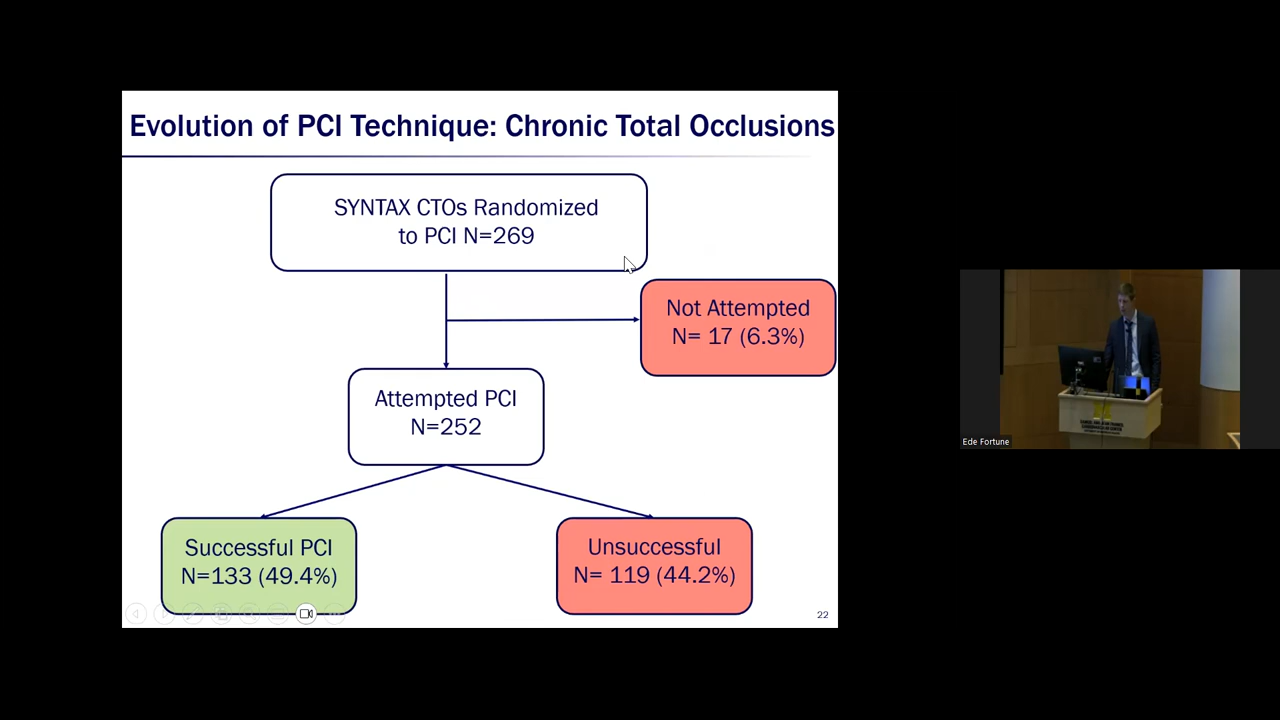 Evolution of PCI Technique: Chronic Total Occlusions
SYNTAX CTOs Randomized
to PCI N=269
Not Attempted
N= 17 (6.3%)
Attempted PCI
N=252
Successful PCI
N=133 (49.4%)
Unsuccessful
N= 119 (44.2%)
22
Ede Fortune